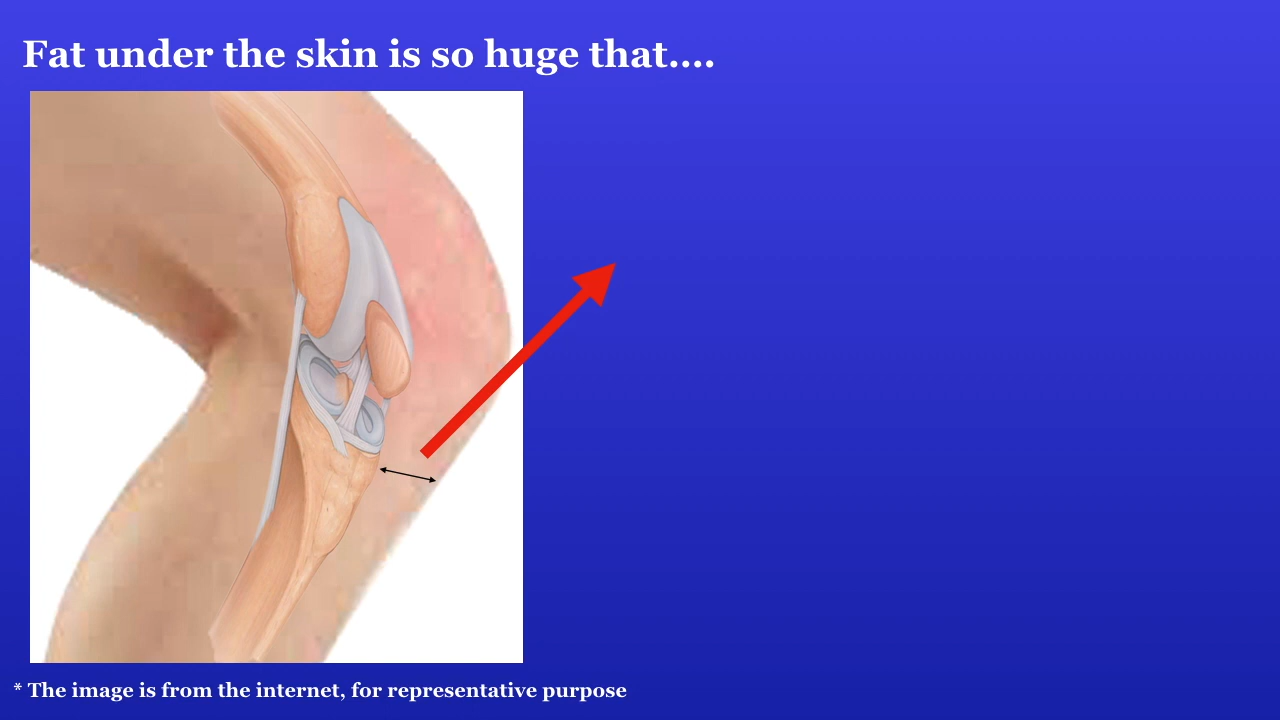 Fat under the skin is so huge that....
* The image is from the internet, for representative purpose